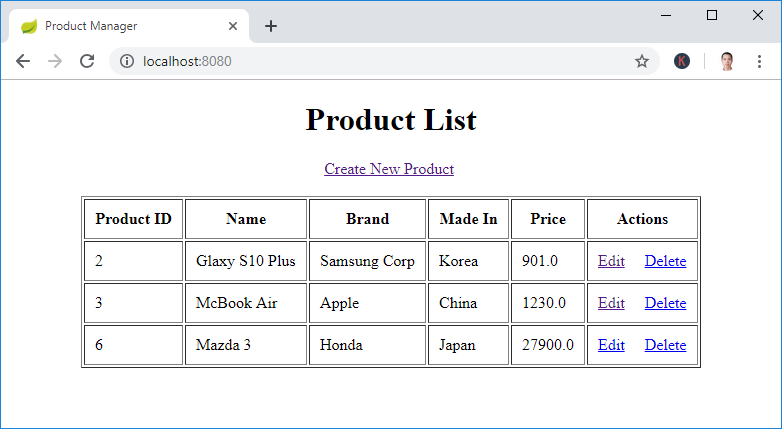 Product Manager
localhost:8080
K
Product List
Create New Product
Product ID Name Brand Made In Price Actions
2 Glaxy S10 Plus Samsung Corp Korea 901.0 Edit Delete
3 McBook Air Apple China 1230.0 Edit Delete
6 Mazda 3 Honda Japan 27900.0 Edit Delete